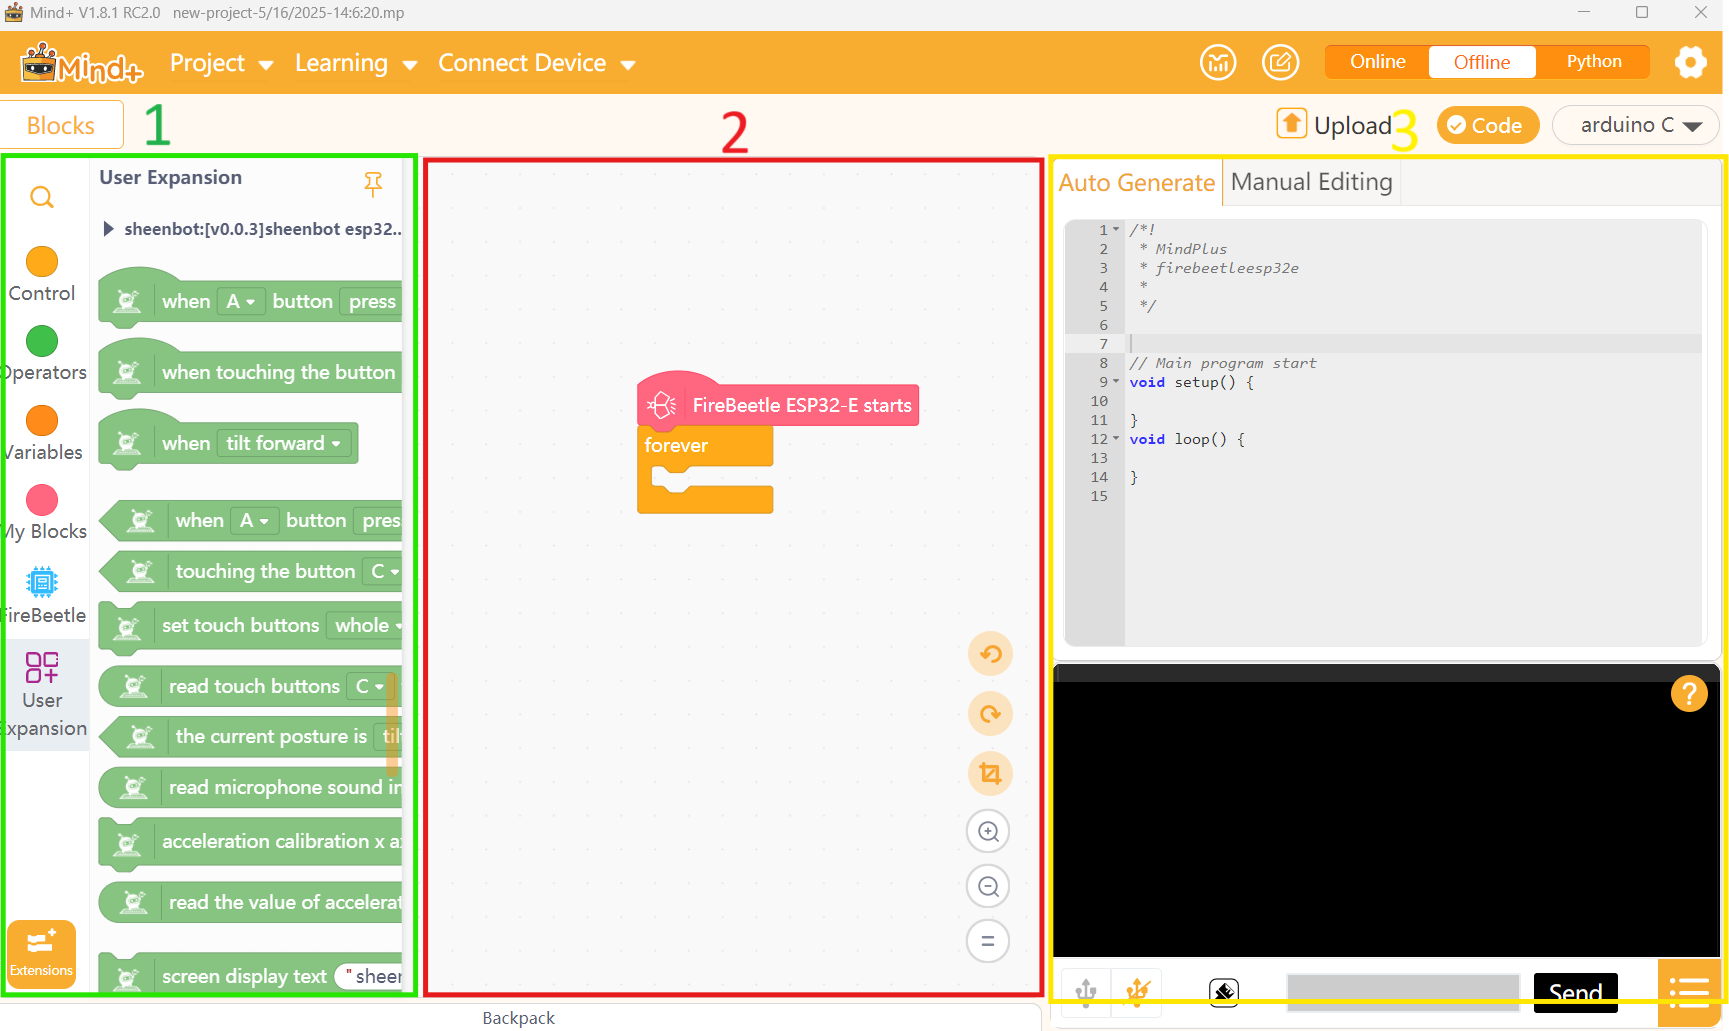 Mind+ V1.8.1 RC2.0 new-project-5/16/2025-14:6:20.mp
Mind+ Project Learning Connect Device Online Offline Python
Blocks 1 2 Upload 3 Code arduino C
User Expansion
sheenbot:[v0.0.3]sheenbot esp32..
Control
Operators
Variables
My Blocks
FireBeetle
User
Expansion
Extensions
when A button press
when touching the button
when tilt forward
when A button pres
touching the button C
set touch buttons whole
read touch buttons C
the current posture is til
read microphone sound in
acceleration calibration x a
read the value of accelerat
screen display text "sheen
FireBeetle ESP32-E starts
forever
Backpack
Auto Generate Manual Editing
1 /*!
2 * MindPlus
3 * firebeetleesp32e
4 *
5 */
6
7
8 // Main program start
9 void setup() {
10
11 }
12 void loop() {
13
14 }
15
?
Send